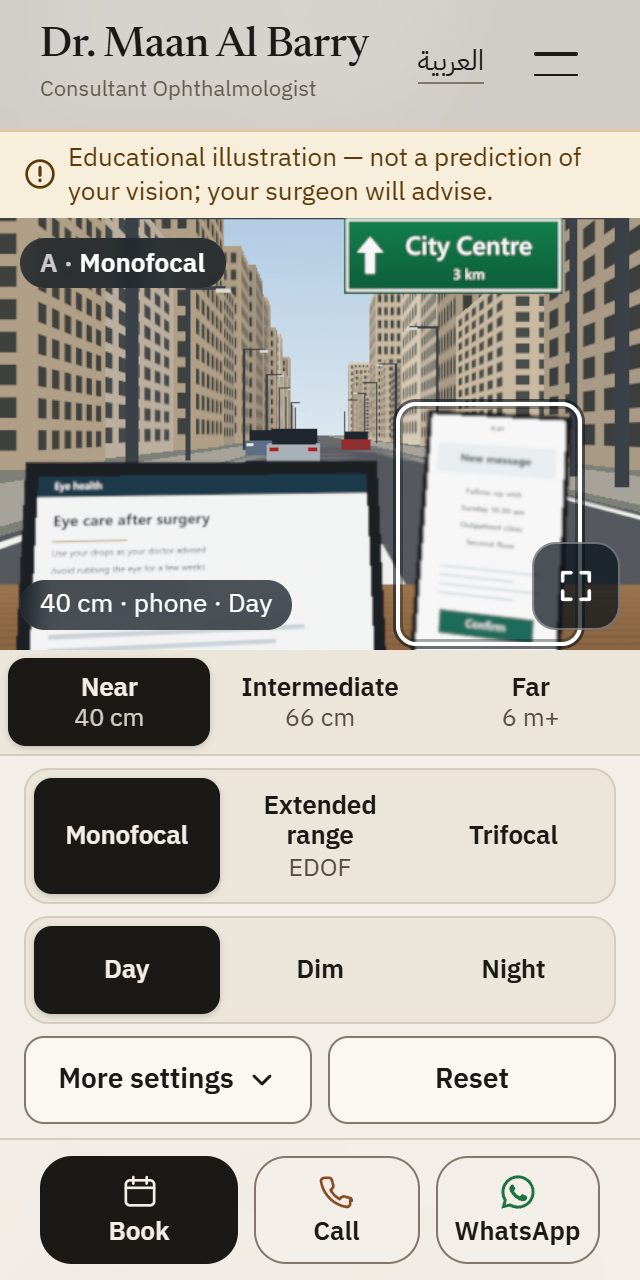 Dr. Maan Al Barry
Consultant Ophthalmologist
العربية
Educational illustration — not a prediction of
your vision; your surgeon will advise.
A · Monofocal
City Centre
3 km
New message
Follow-up visit
Sunday 10:30 am
Outpatient clinic
Second floor
Confirm
Eye health
Eye care after surgery
Use your drops as your doctor advised
Avoid rubbing the eye for a few weeks
40 cm · phone · Day
Near
40 cm
Intermediate
66 cm
Far
6 m+
Monofocal
Extended
range
EDOF
Trifocal
Day
Dim
Night
More settings
Reset
Book
Call
WhatsApp